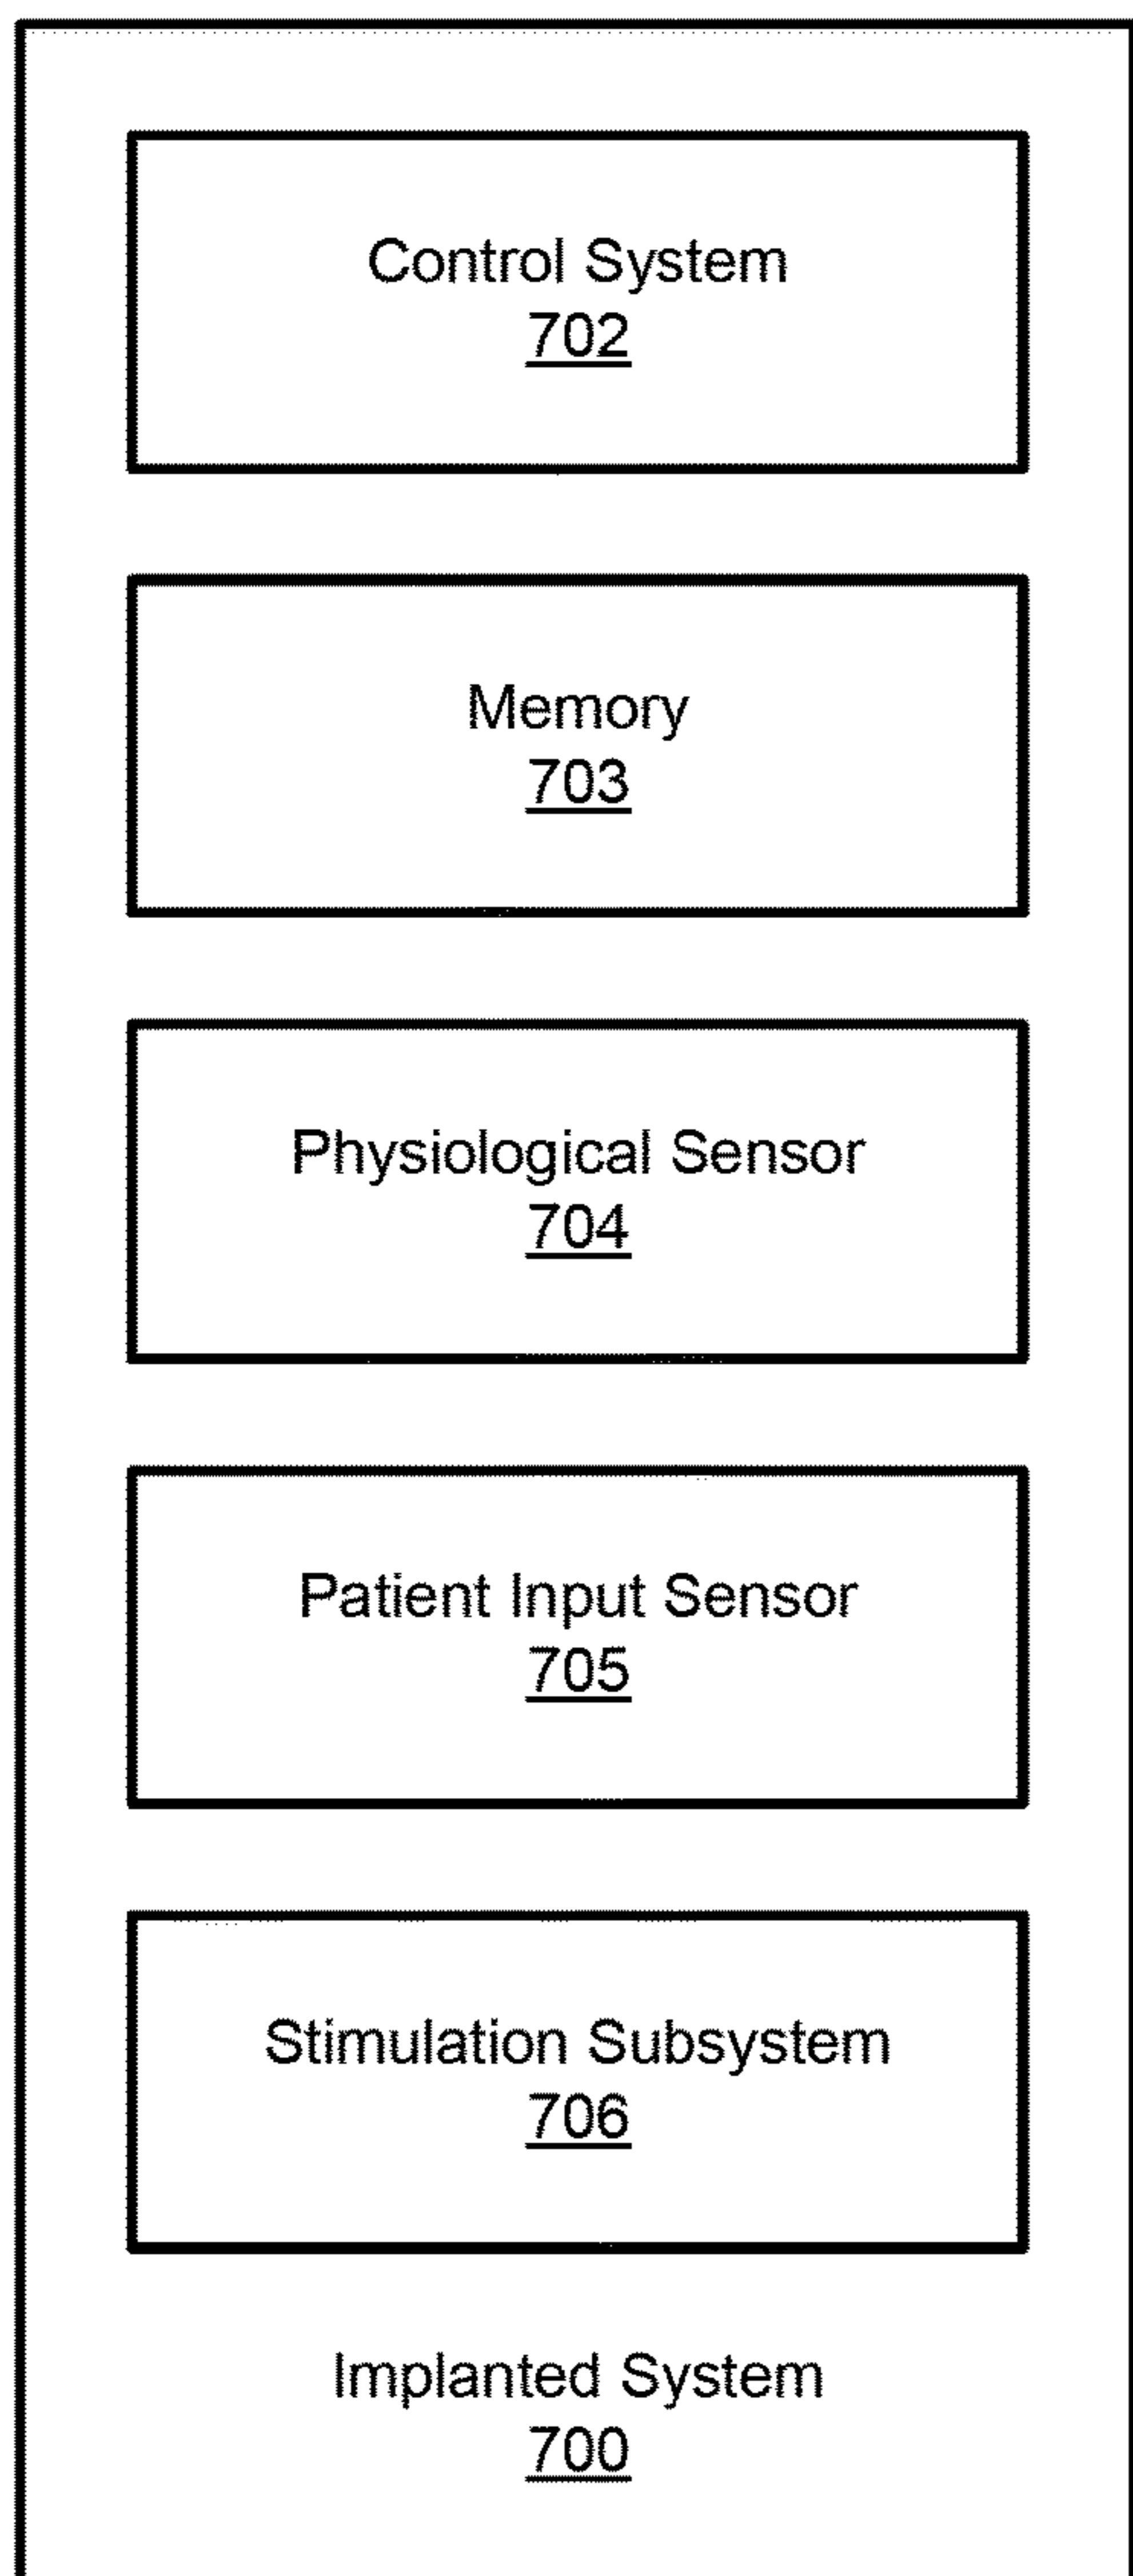 Control System
702
Memory
703
Physiological Sensor
704
Patient Input Sensor
705
Stimulation Subsystem
706
Implanted System
700